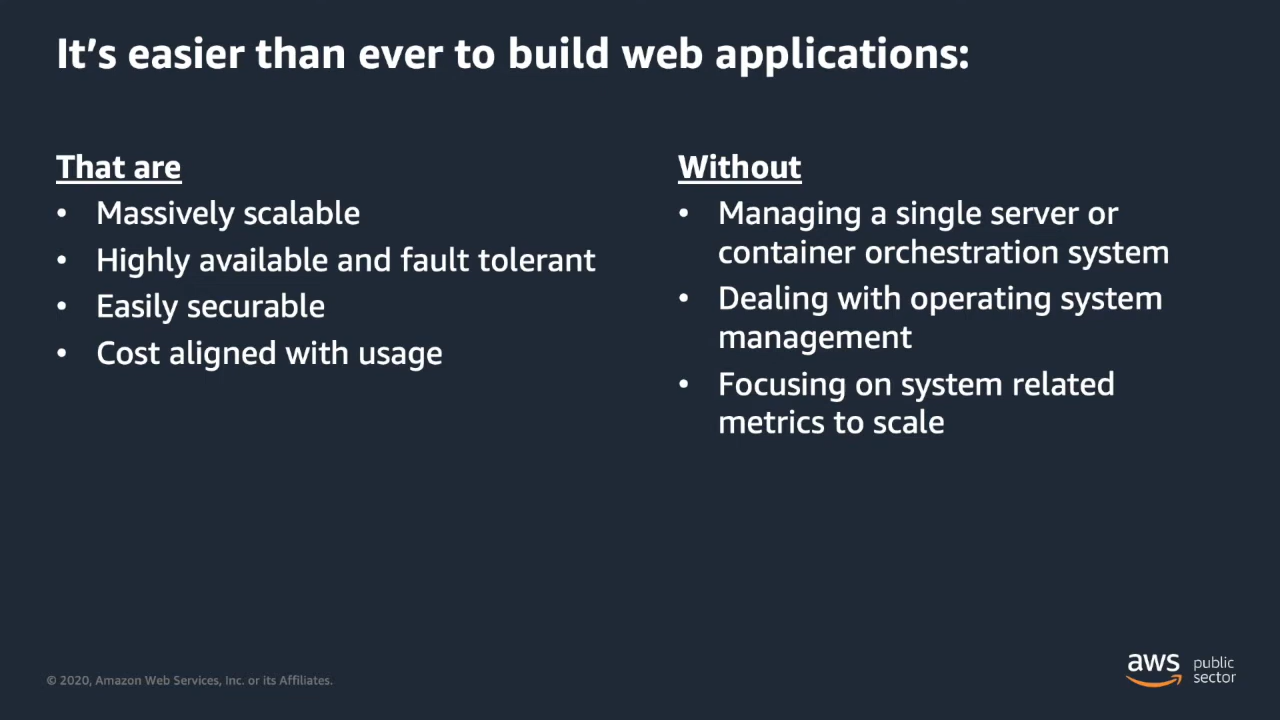 It’s easier than ever to build web applications:
That are
• Massively scalable
• Highly available and fault tolerant
• Easily securable
• Cost aligned with usage
Without
• Managing a single server or
container orchestration system
• Dealing with operating system
management
• Focusing on system related
metrics to scale
© 2020, Amazon Web Services, Inc. or its Affiliates.
aws
public
sector